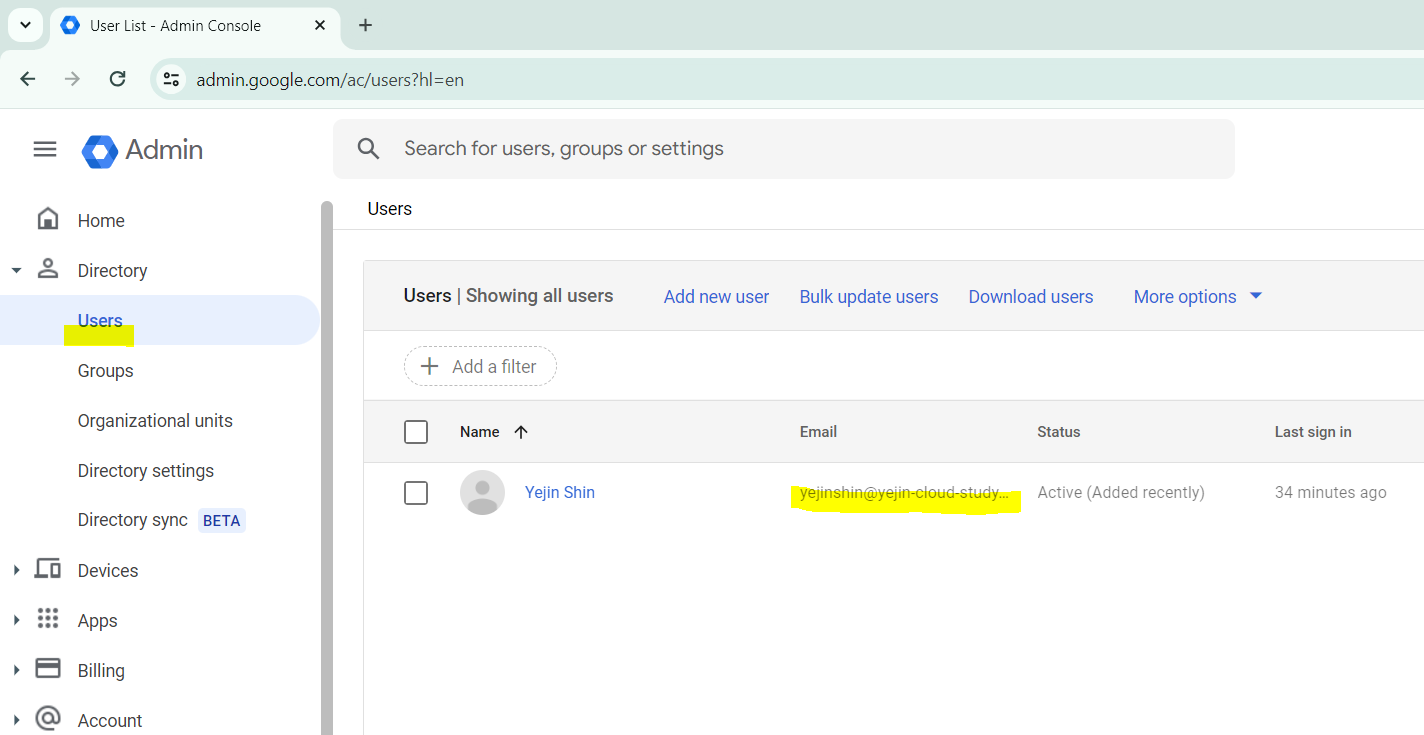 User List - Admin Console
admin.google.com/ac/users?hl=en
Admin
Search for users, groups or settings
Home
Directory
Users
Groups
Organizational units
Directory settings
Directory sync BETA
Devices
Apps
Billing
Account
Users
Users | Showing all users Add new user Bulk update users Download users More options
Add a filter
Name Email Status Last sign in
Yejin Shin yejinshin@yejin-cloud-study... Active (Added recently) 34 minutes ago